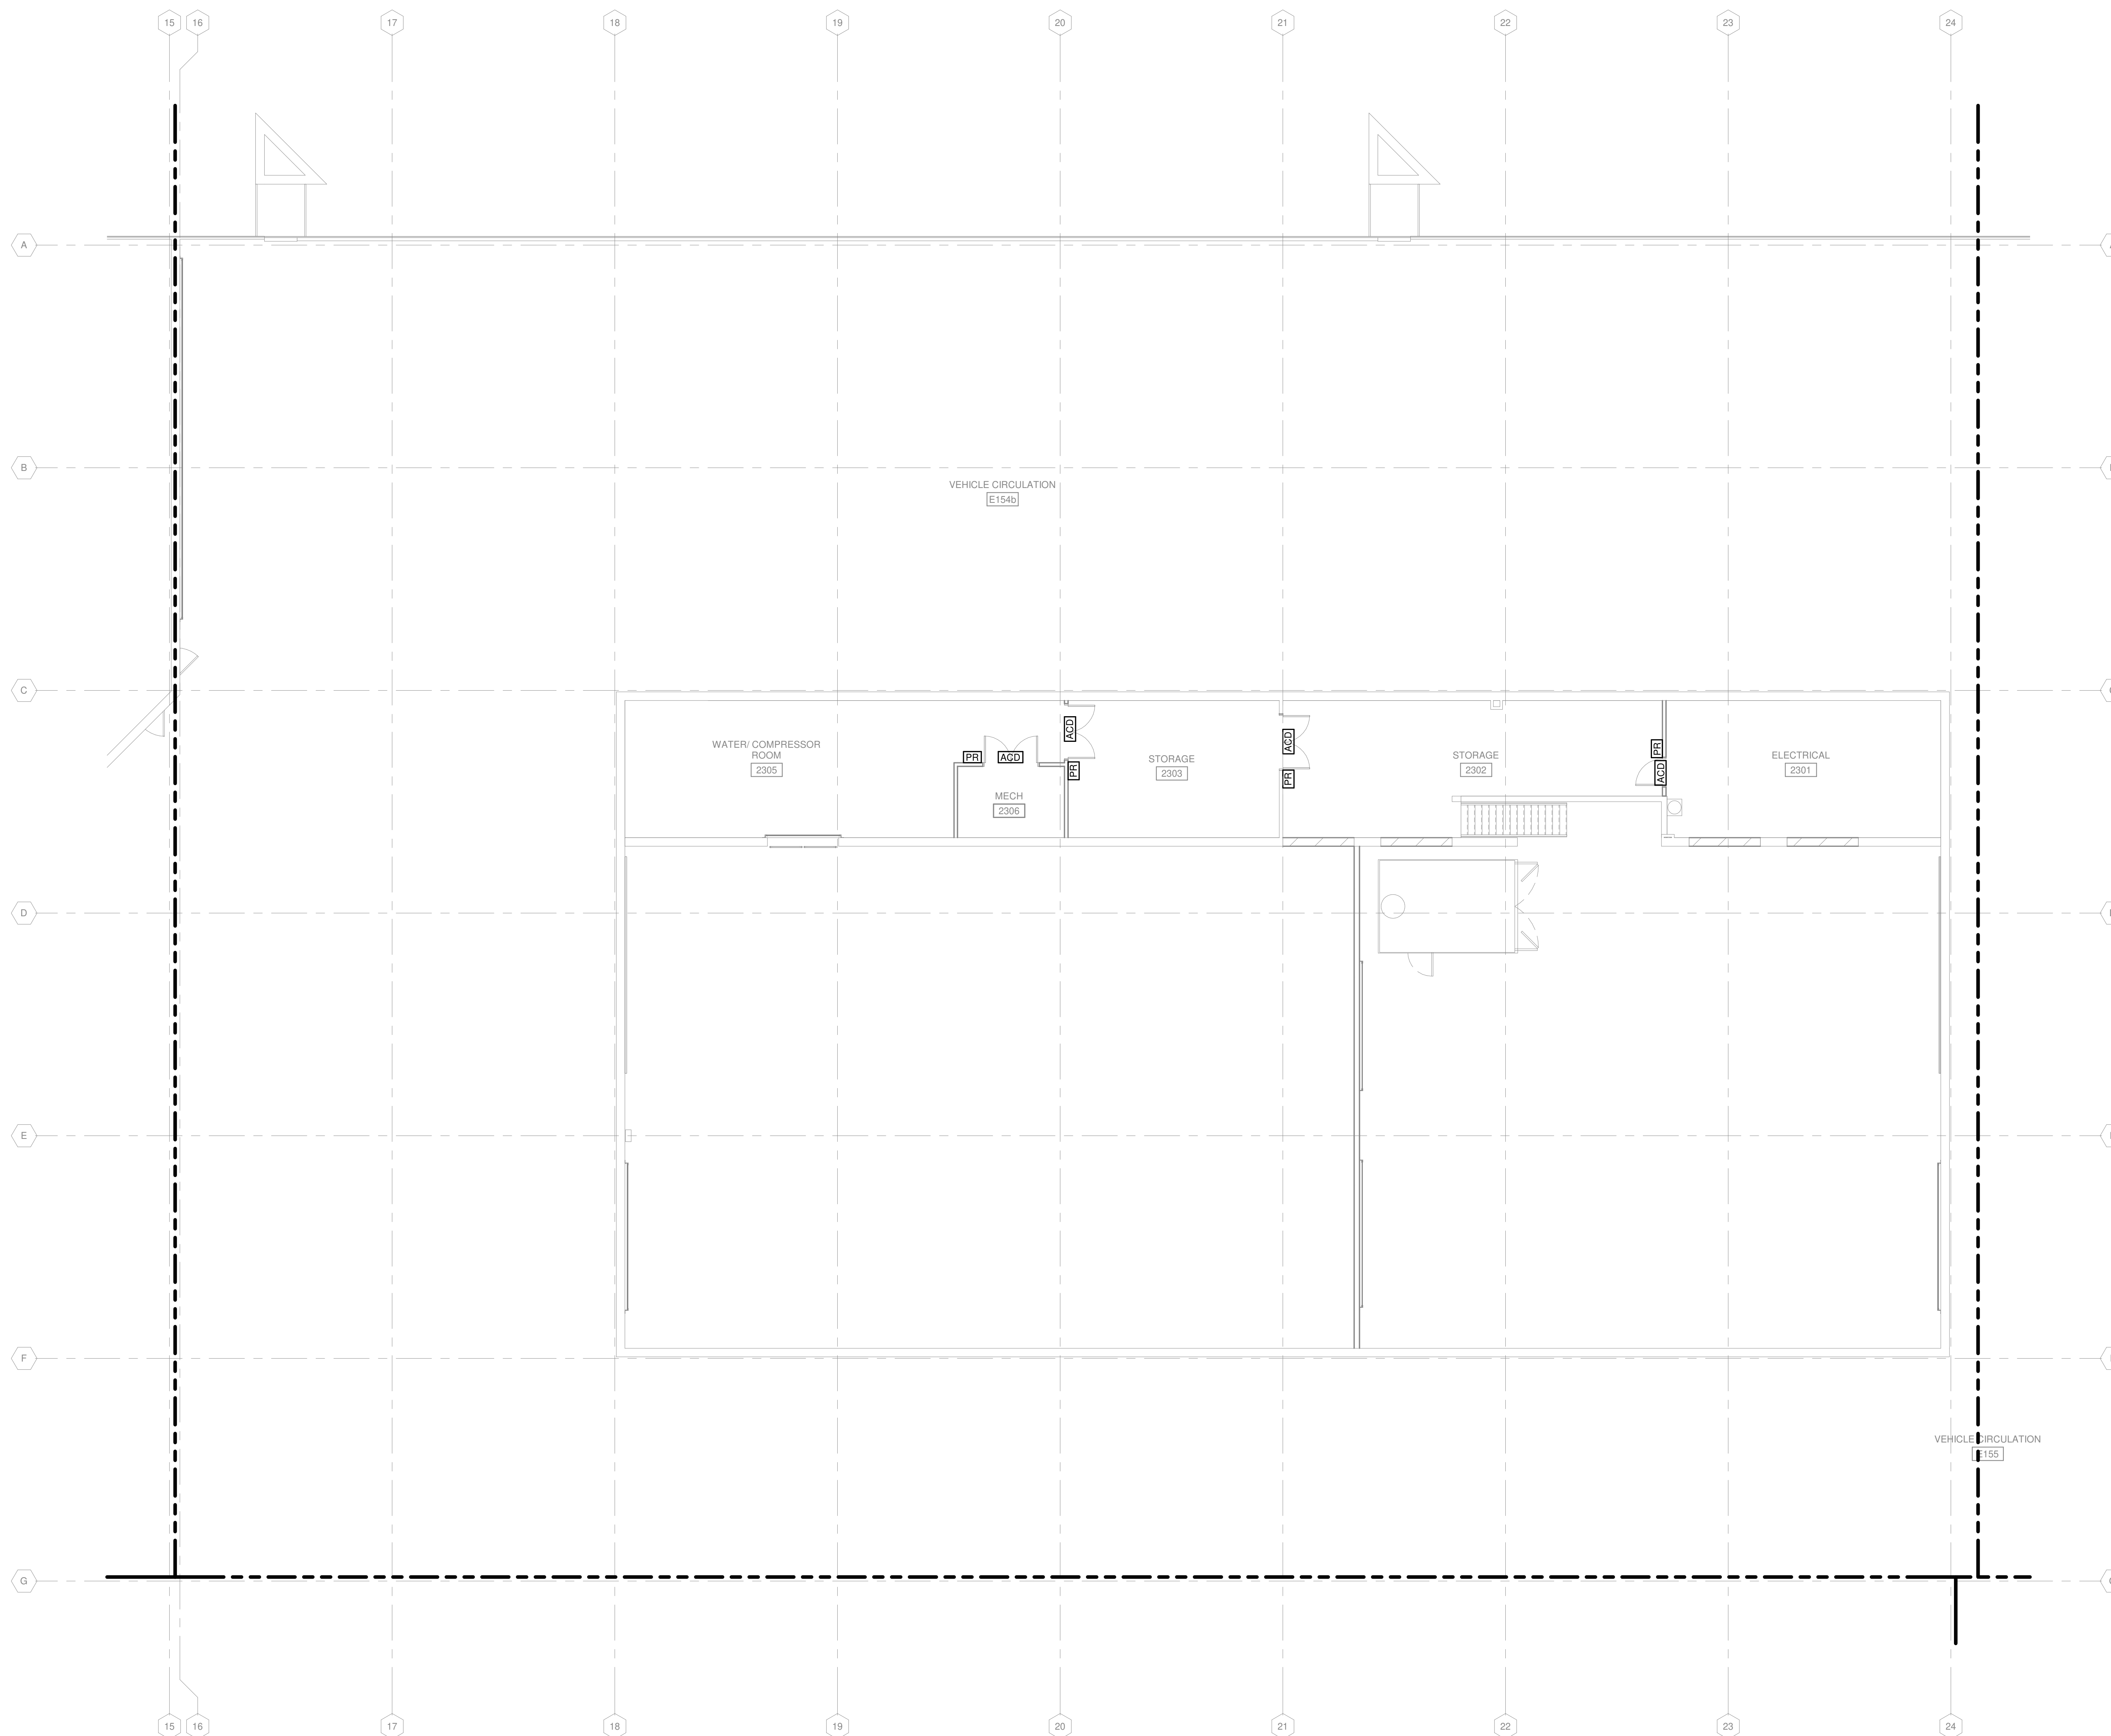 15 16 17 18 19 20 21 22 23 24
A
B
VEHICLE CIRCULATION
E154b
C
WATER/ COMPRESSOR
ROOM
2305
PR
ACD
MECH
2306
ACD
PR
STORAGE
2303
ACD
PR
STORAGE
2302
PR
ACD
ELECTRICAL
2301
D
E
F
VEHICLE CIRCULATION
E155
G
15 16 17 18 19 20 21 22 23 24